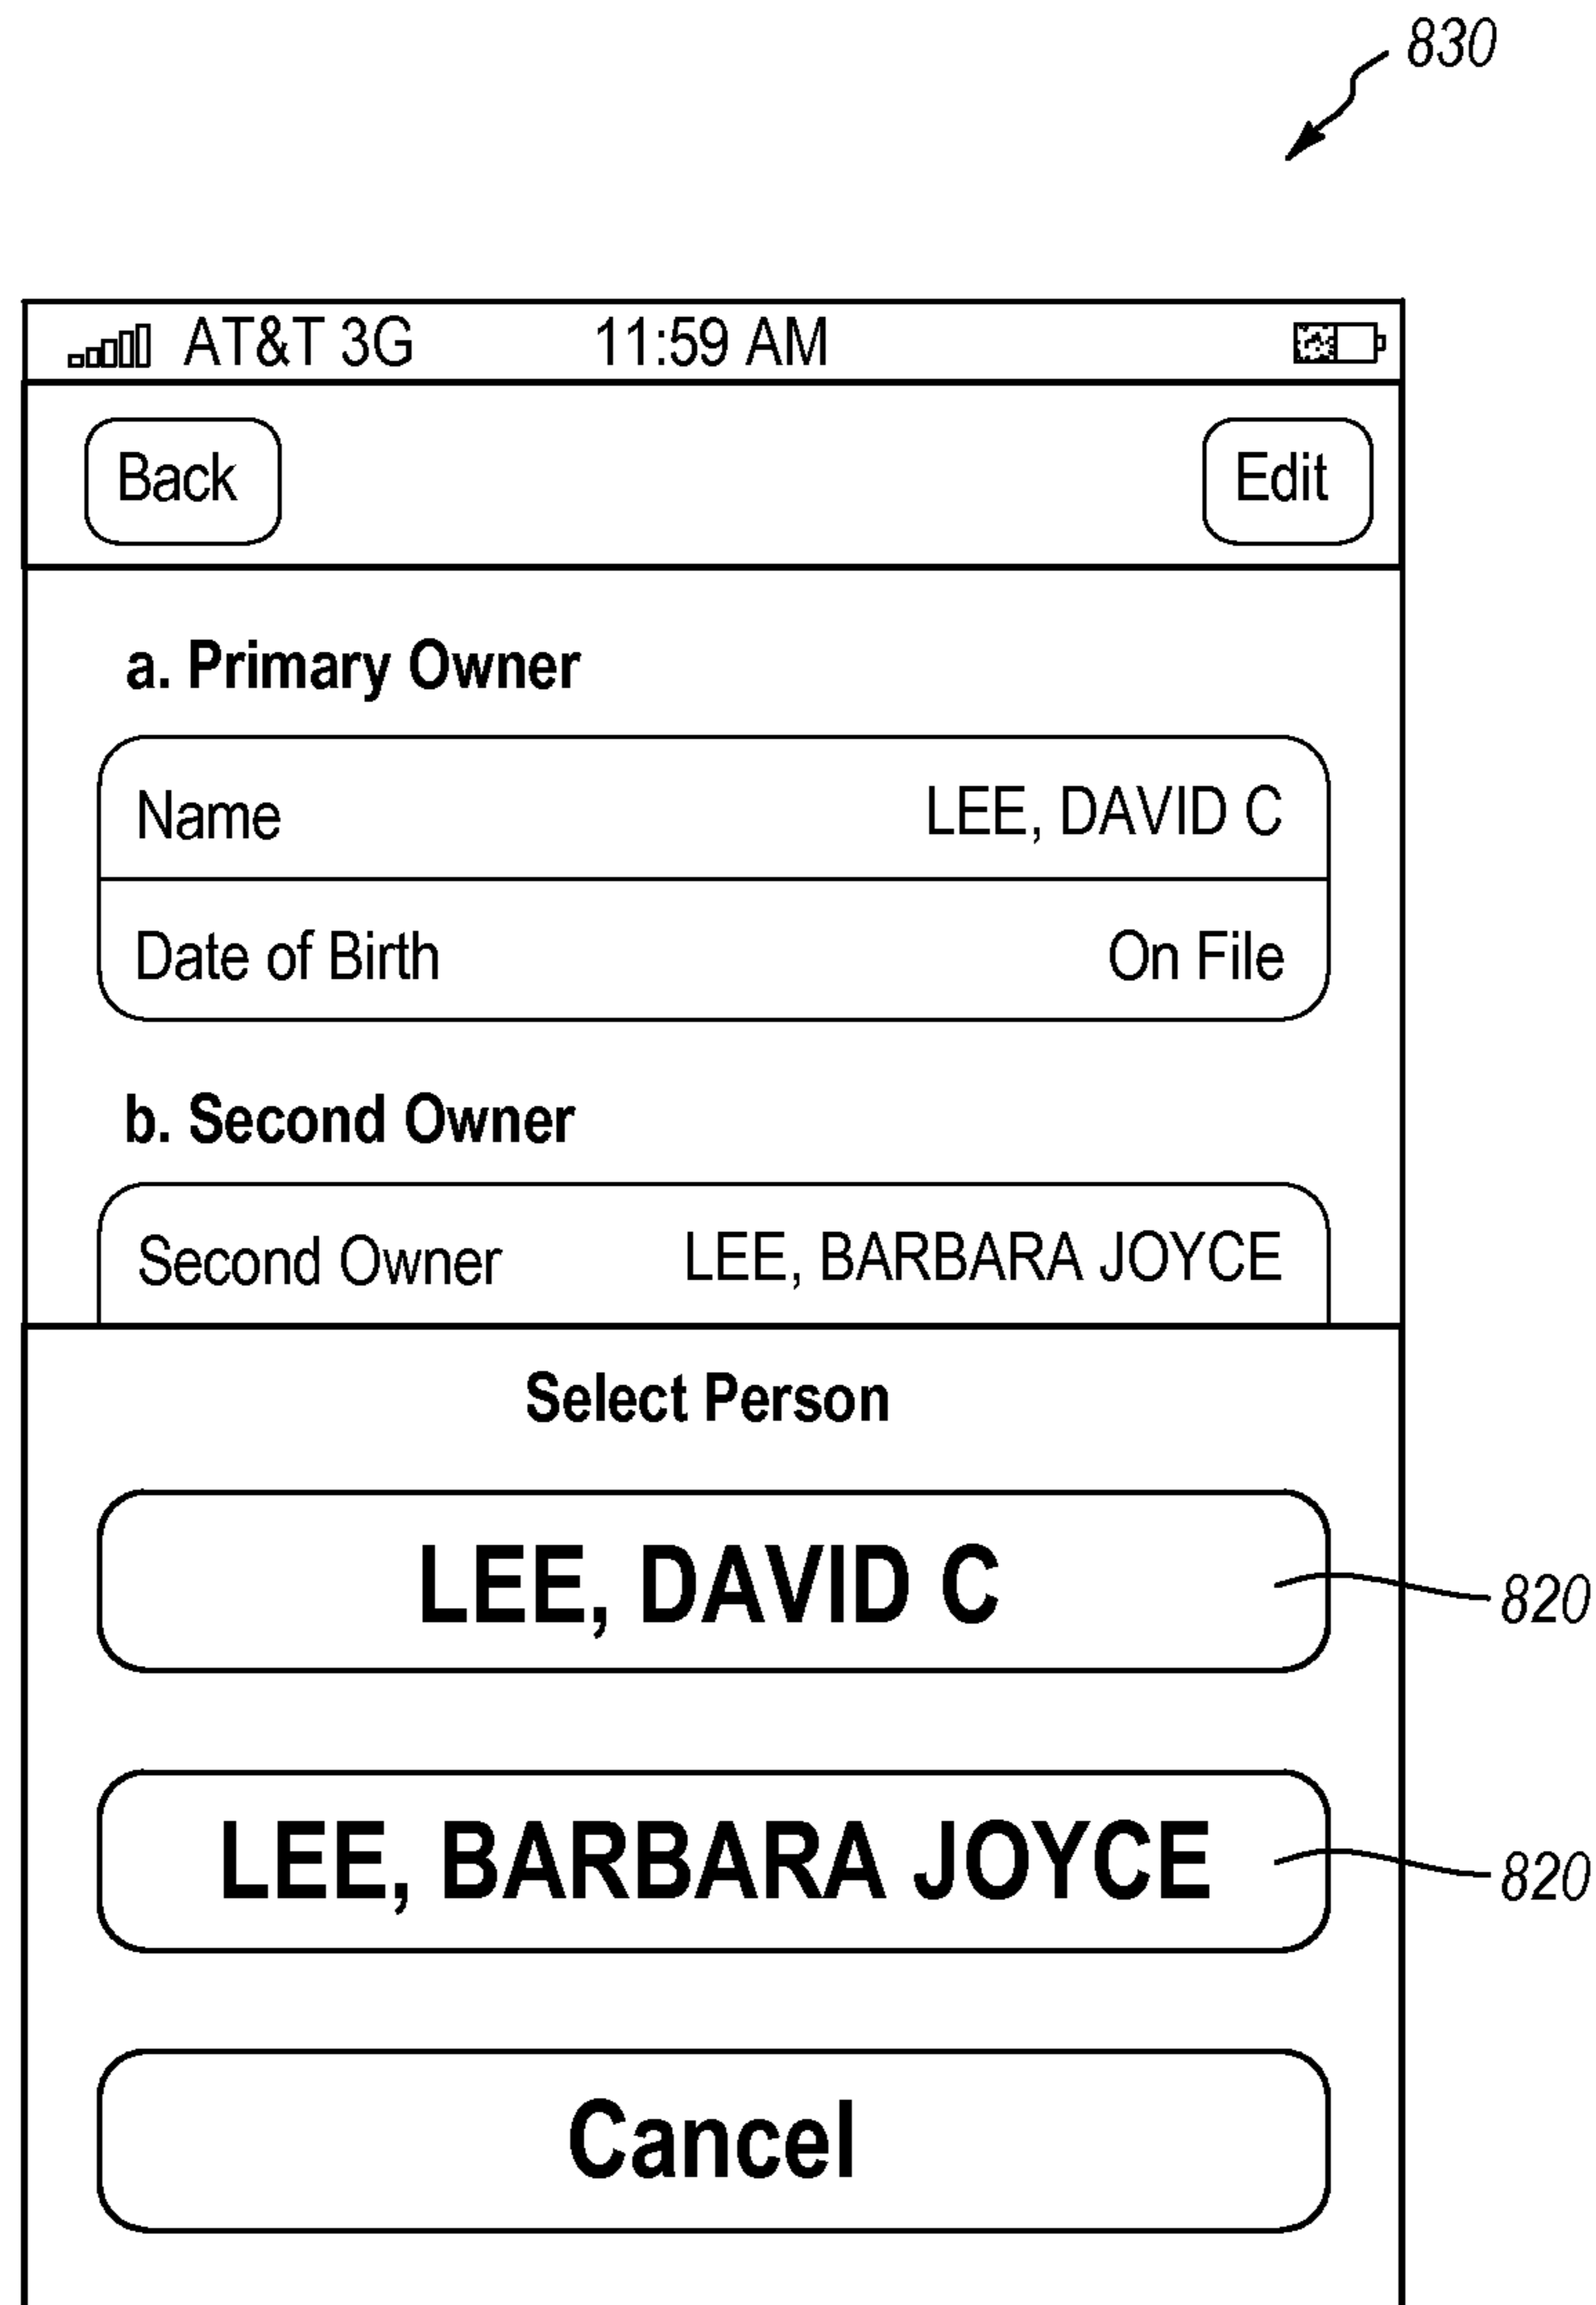 830
AT&T 3G 11:59 AM
Back Edit
a. Primary Owner
Name LEE, DAVID C
Date of Birth On File
b. Second Owner
Second Owner LEE, BARBARA JOYCE
Select Person
LEE, DAVID C 820
LEE, BARBARA JOYCE 820
Cancel